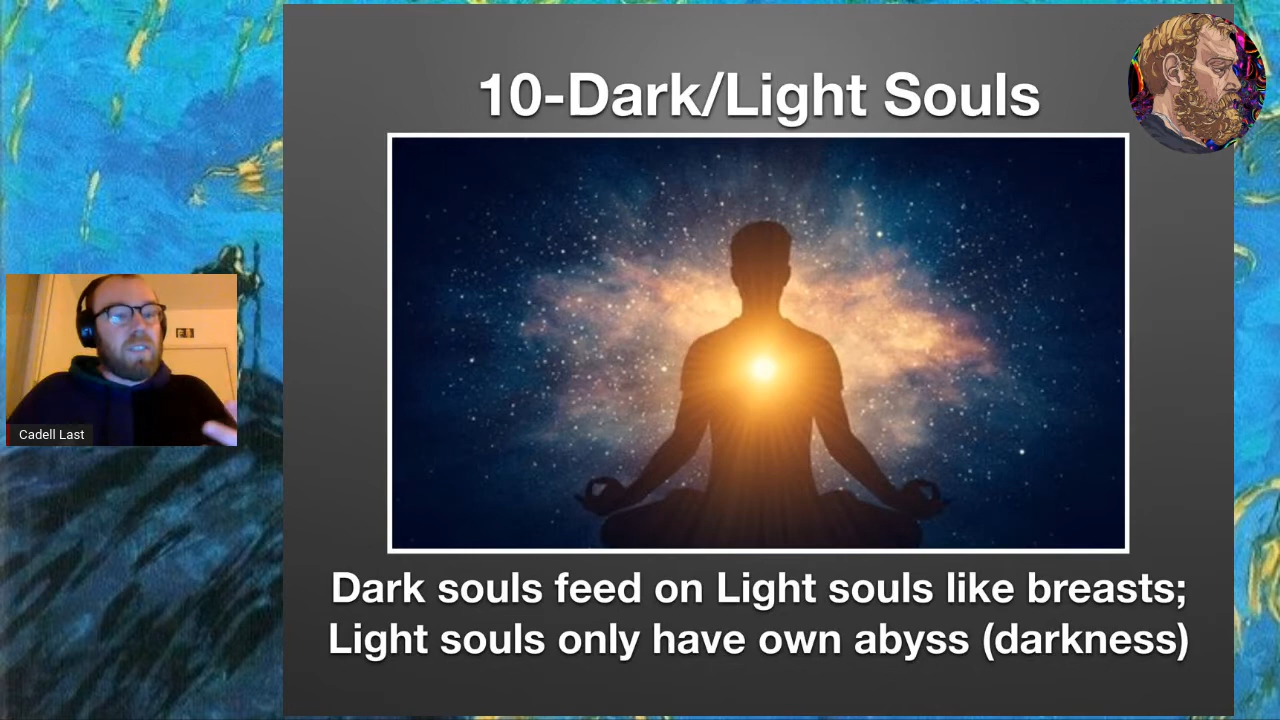 10-Dark/Light Souls
Cadell Last
Dark souls feed on Light souls like breasts;
Light souls only have own abyss (darkness)